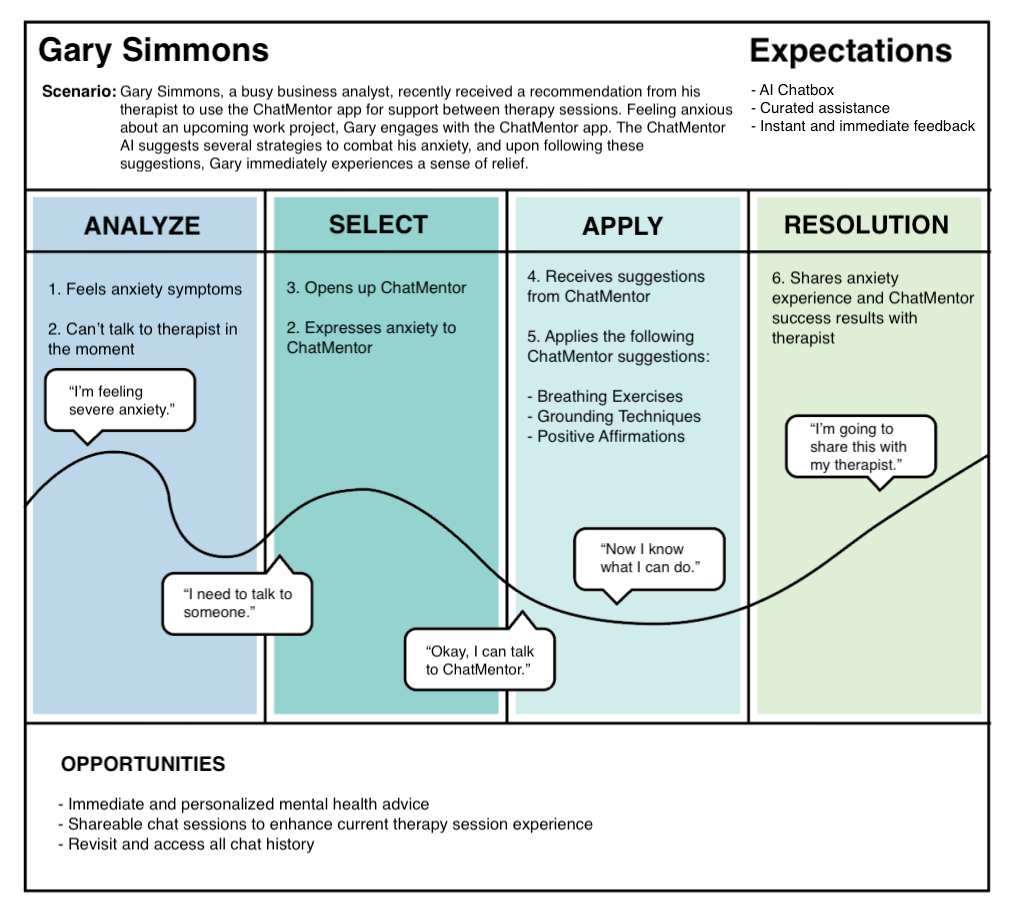 Gary Simmons
Scenario: Gary Simmons, a busy business analyst, recently received a recommendation from his
therapist to use the ChatMentor app for support between therapy sessions. Feeling anxious
about an upcoming work project, Gary engages with the ChatMentor app. The ChatMentor
AI suggests several strategies to combat his anxiety, and upon following these
suggestions, Gary immediately experiences a sense of relief.
Expectations
- AI Chatbox
- Curated assistance
- Instant and immediate feedback
ANALYZE
1. Feels anxiety symptoms
2. Can’t talk to therapist in
the moment
“I’m feeling
severe anxiety.”
“I need to talk to
someone.”
SELECT
3. Opens up ChatMentor
2. Expresses anxiety to
ChatMentor
“Okay, I can talk
to ChatMentor.”
APPLY
4. Receives suggestions
from ChatMentor
5. Applies the following
ChatMentor suggestions:
- Breathing Exercises
- Grounding Techniques
- Positive Affirmations
“Now I know
what I can do.”
RESOLUTION
6. Shares anxiety
experience and ChatMentor
success results with
therapist
“I’m going to
share this with
my therapist.”
OPPORTUNITIES
- Immediate and personalized mental health advice
- Shareable chat sessions to enhance current therapy session experience
- Revisit and access all chat history